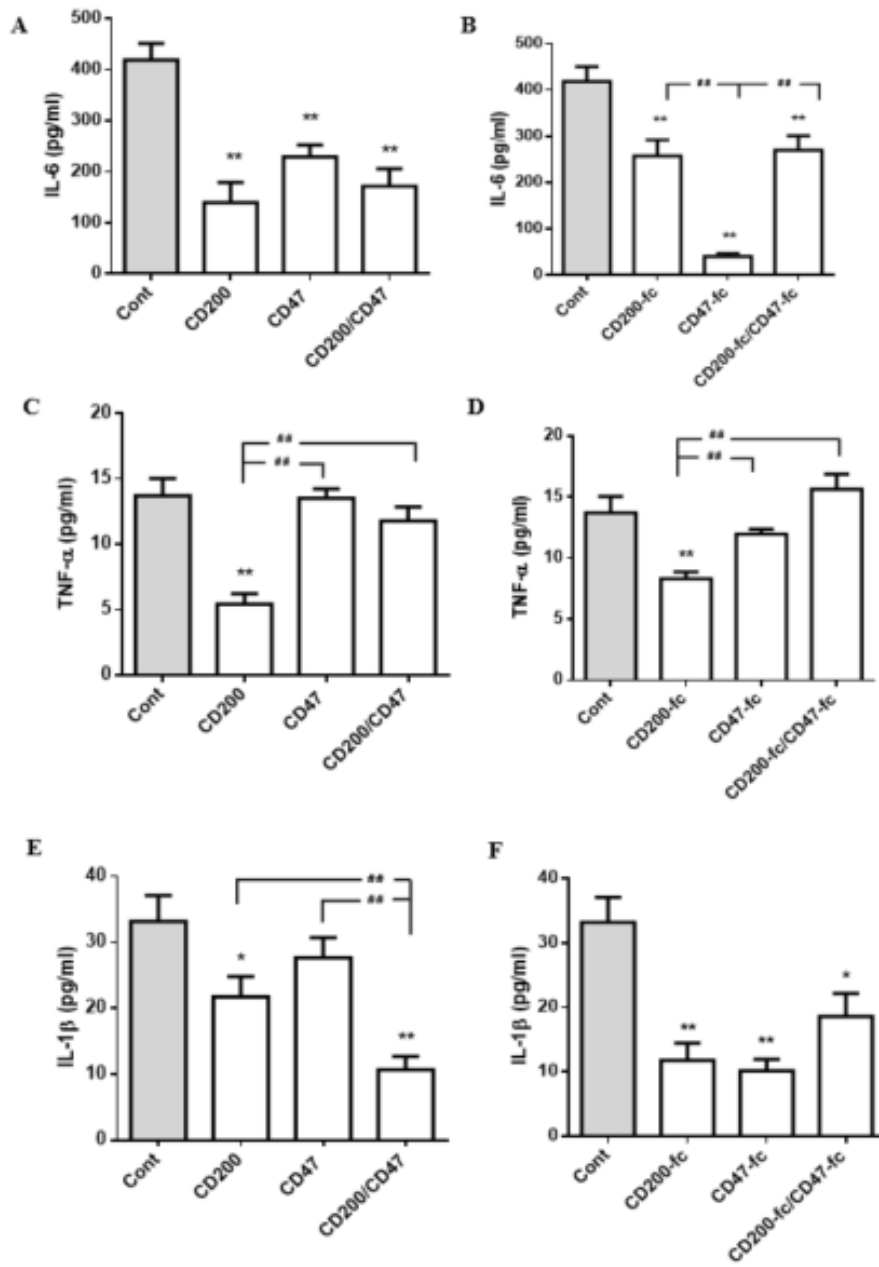 A
IL-6 (pg/ml)
500
400
300
200
100
0
**
**
**
Cont
CD200
CD47
CD200/CD47
B
IL-6 (pg/ml)
500
400
300
200
100
0
##
##
**
**
**
Cont
CD200-fc
CD47-fc
CD200-fc/CD47-fc
C
TNF-α (pg/ml)
20
15
10
5
0
##
##
**
Cont
CD200
CD47
CD200/CD47
D
TNF-α (pg/ml)
20
15
10
5
0
##
##
**
Cont
CD200-fc
CD47-fc
CD200-fc/CD47-fc
E
IL-1β (pg/ml)
40
30
20
10
0
##
##
*
**
Cont
CD200
CD47
CD200/CD47
F
IL-1β (pg/ml)
40
30
20
10
0
**
**
*
Cont
CD200-fc
CD47-fc
CD200-fc/CD47-fc